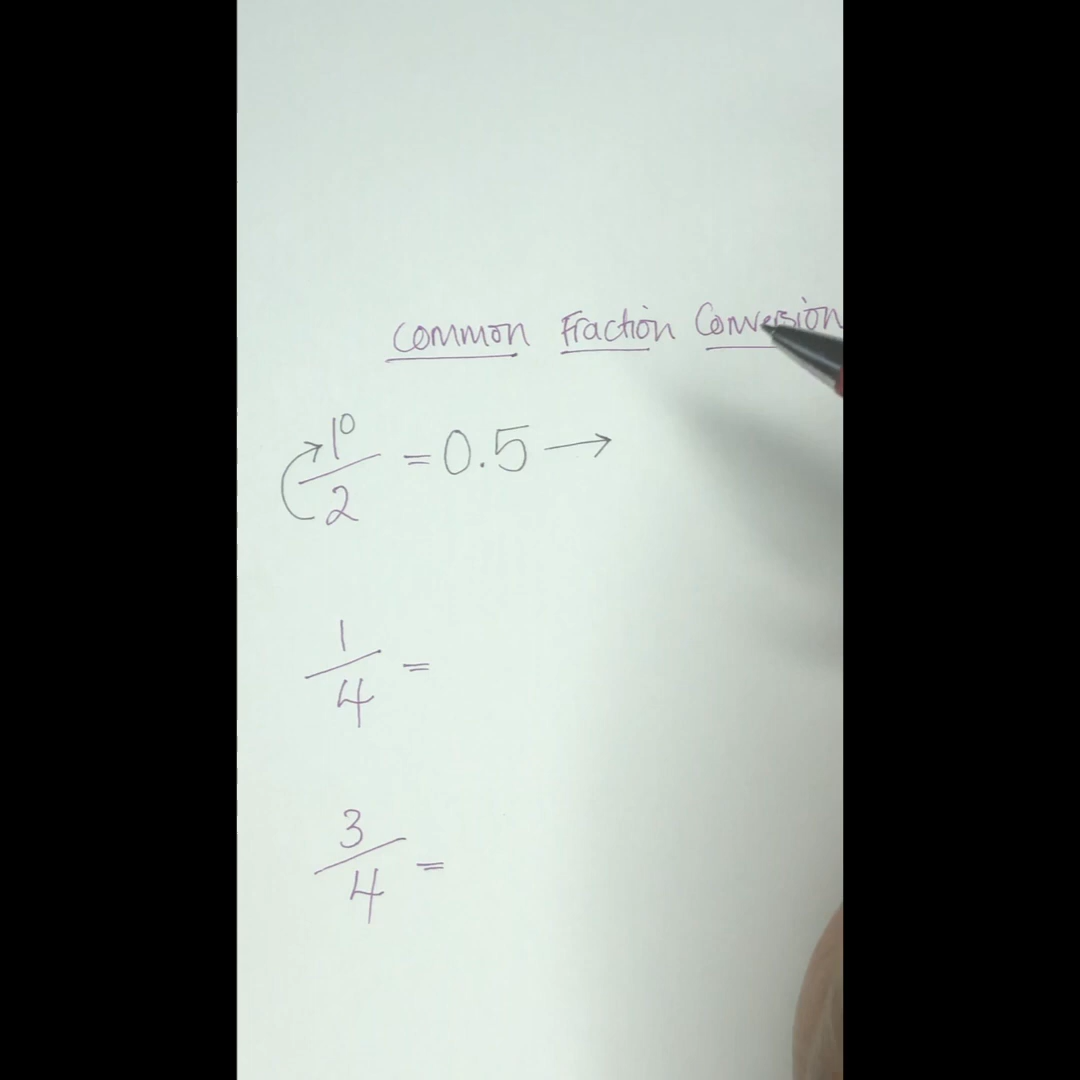 Common Fraction Conversion
1⁰/2 = 0.5 →
1/4 =
3/4 =